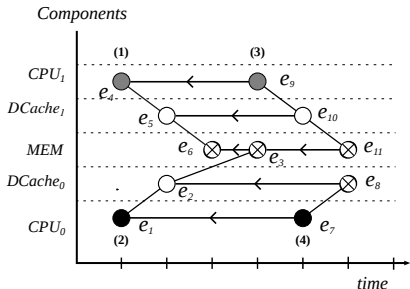 Components
(1) (3)
CPU1 e4 e9
DCache1 e5 e10
MEM e6 e3 e11
DCache0 e2 e8
CPU0 e1 e7
(2) (4)
time